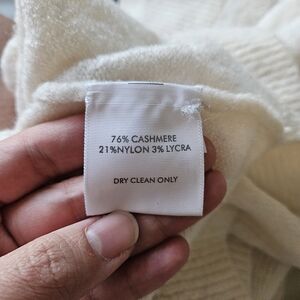 76% CASHMERE
21%NYLON 3% LYCRA
DRY CLEAN ONLY